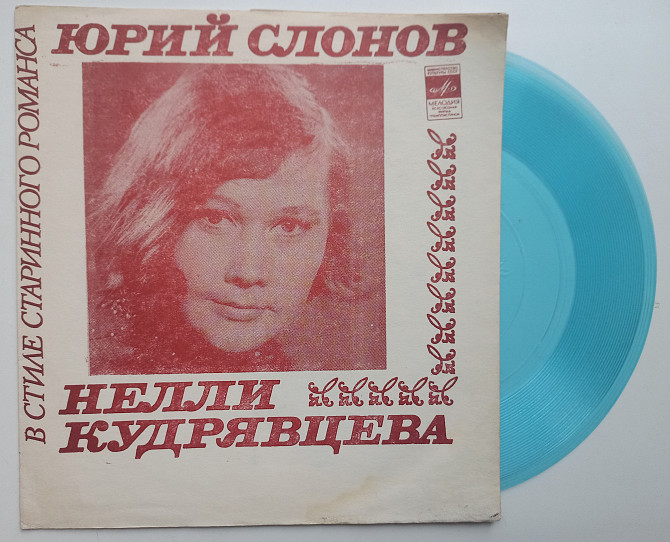 ЮРИЙ СЛОНОВ
В СТИЛЕ СТАРИННОГО РОМАНСА
МЕЛОДИЯ
НЕЛЛИ
КУДРЯВЦЕВА